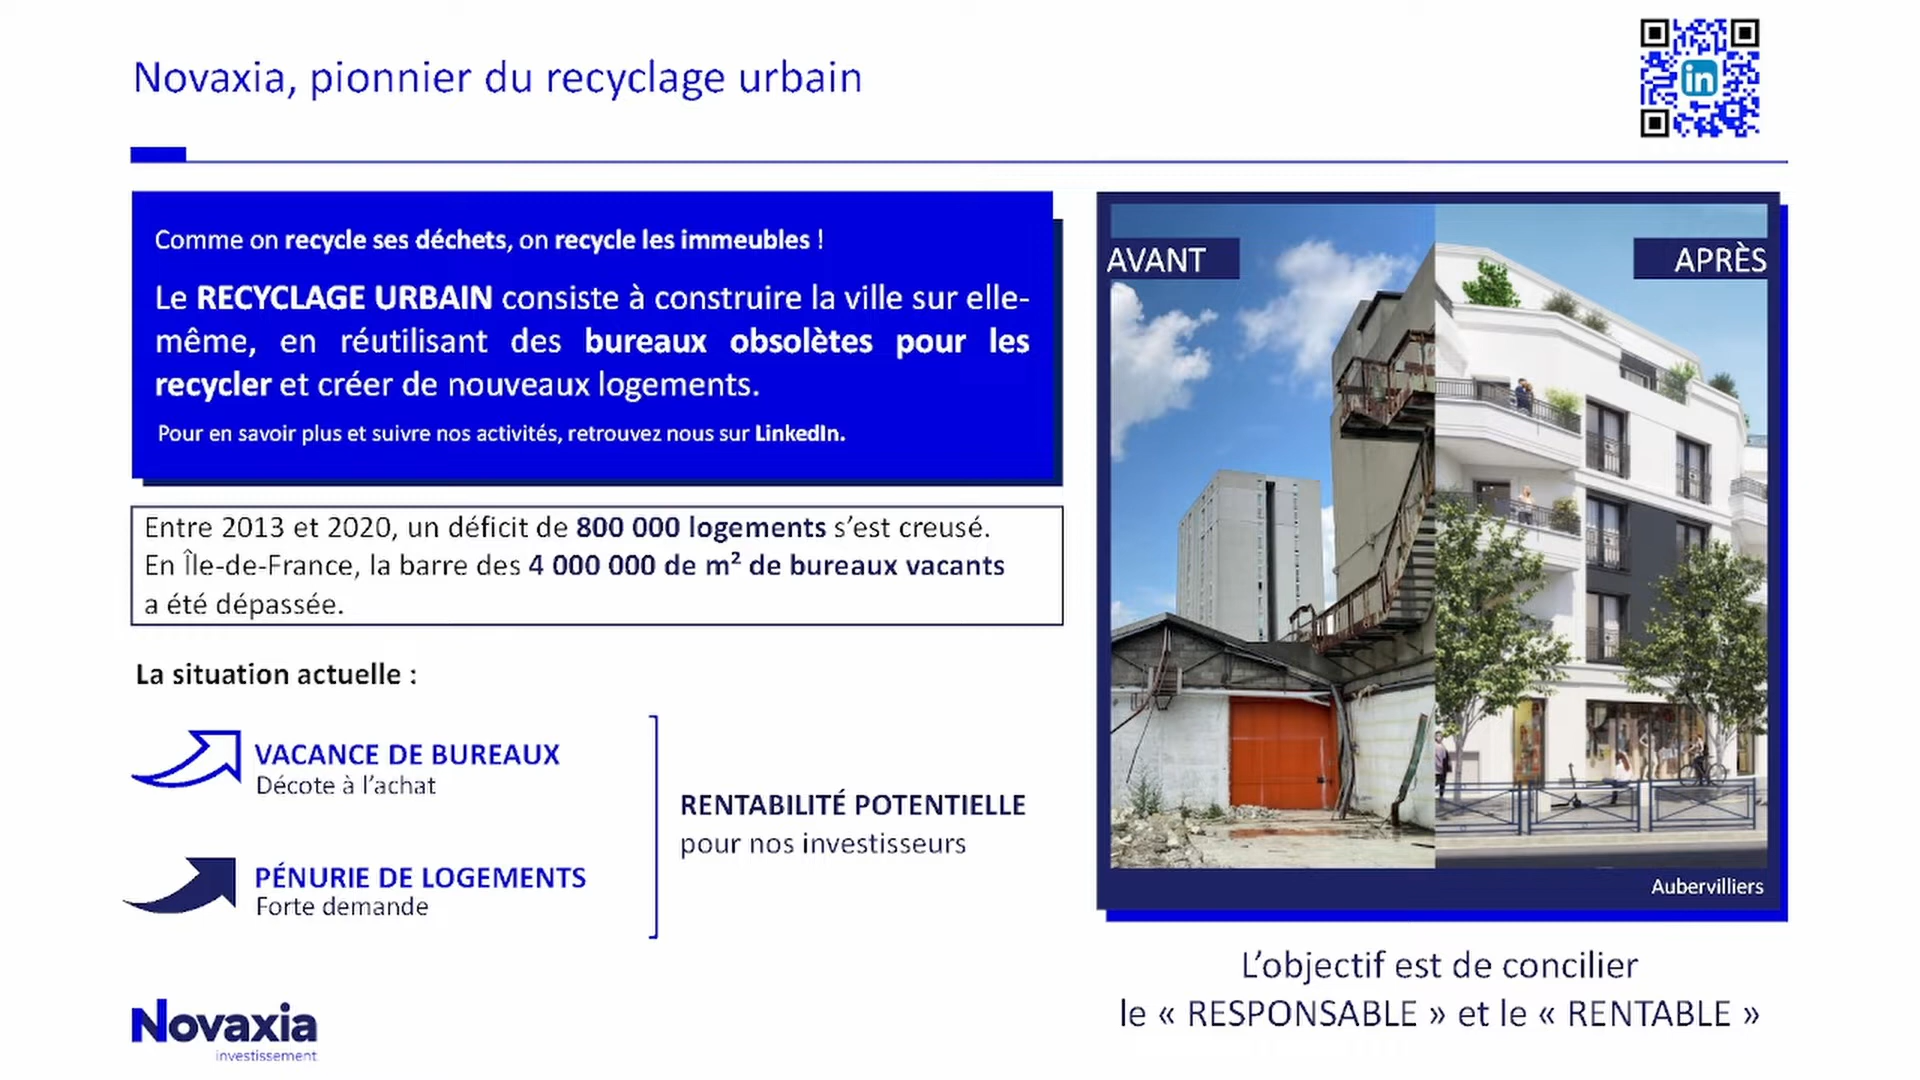 Novaxia, pionnier du recyclage urbain
in
Comme on recycle ses déchets, on recycle les immeubles !
Le RECYCLAGE URBAIN consiste à construire la ville sur elle-
même, en réutilisant des bureaux obsolètes pour les
recycler et créer de nouveaux logements.
Pour en savoir plus et suivre nos activités, retrouvez nous sur LinkedIn.
Entre 2013 et 2020, un déficit de 800 000 logements s’est creusé.
En Île-de-France, la barre des 4 000 000 de m² de bureaux vacants
a été dépassée.
La situation actuelle :
VACANCE DE BUREAUX
Décote à l’achat
PÉNURIE DE LOGEMENTS
Forte demande
RENTABILITÉ POTENTIELLE
pour nos investisseurs
AVANT
APRÈS
Aubervilliers
L’objectif est de concilier
le « RESPONSABLE » et le « RENTABLE »
Novaxia
investissement